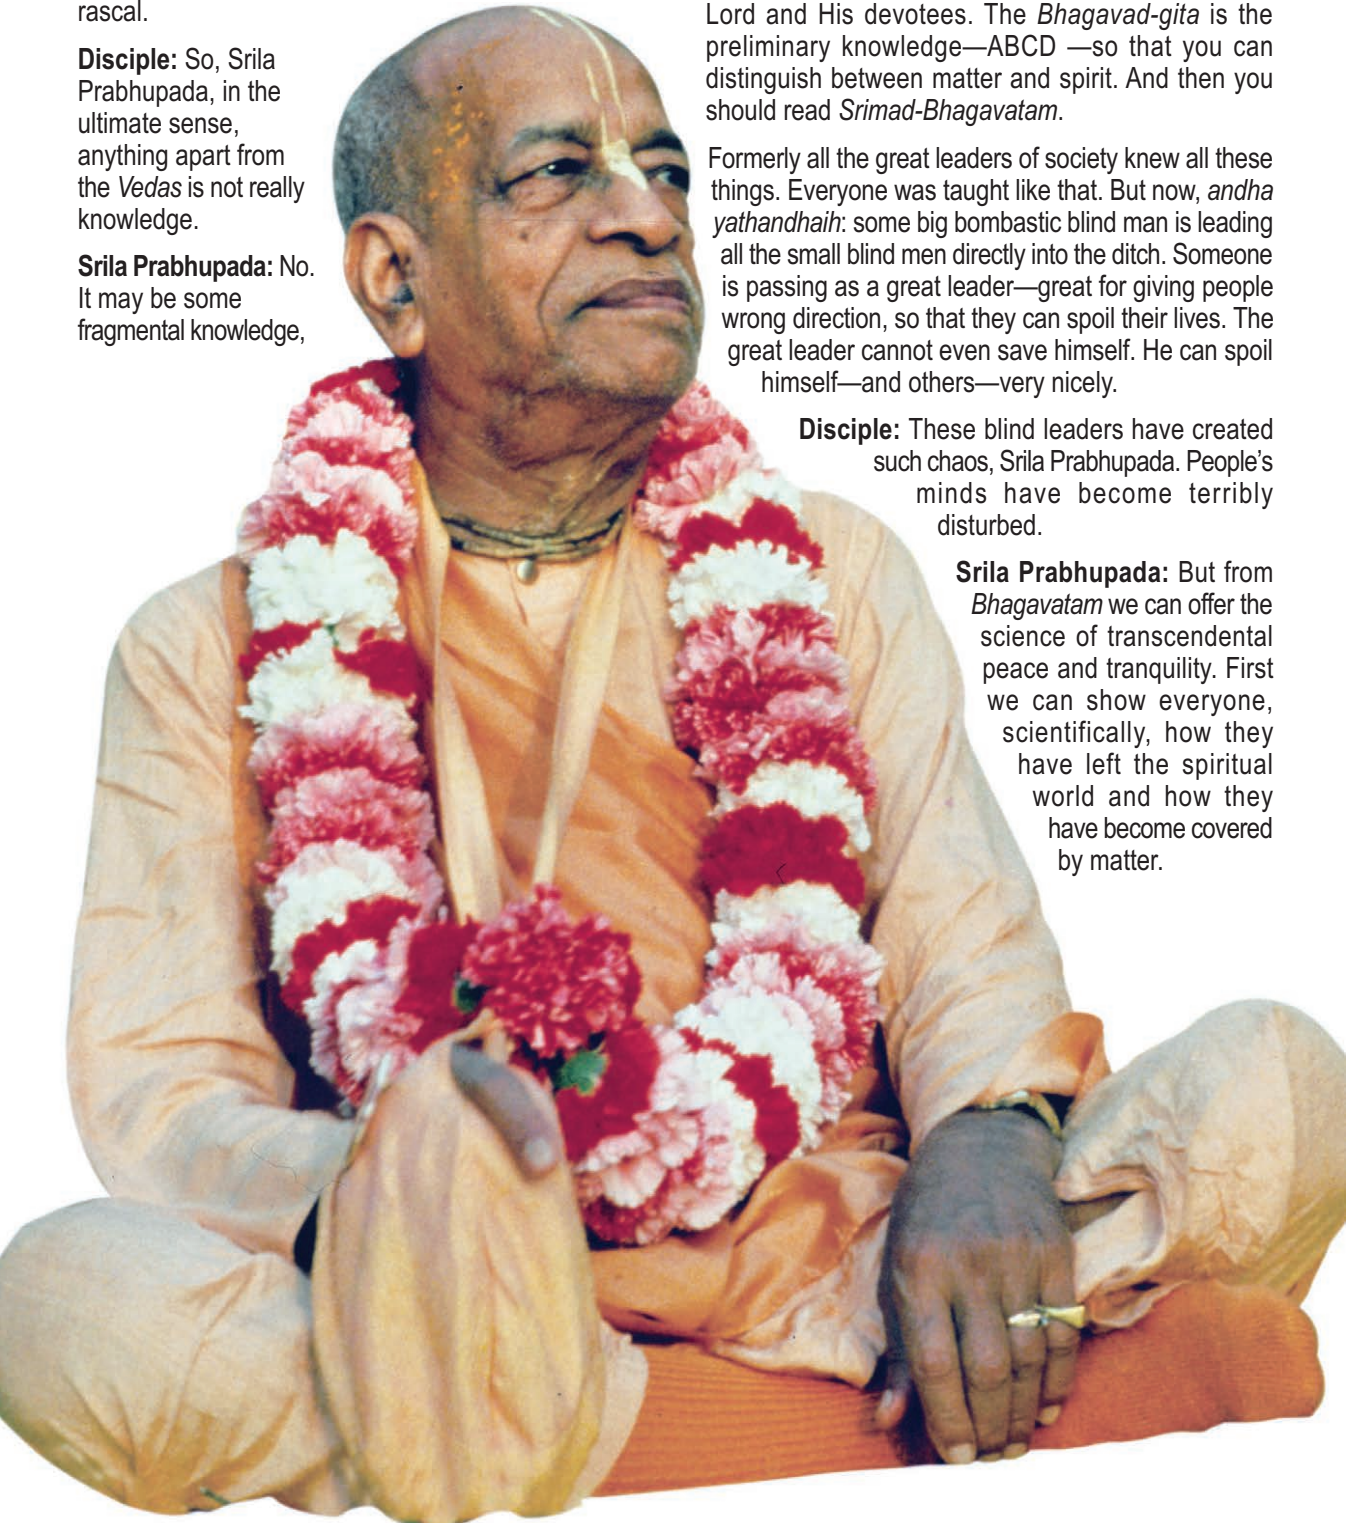 rascal.
Disciple: So, Srila
Prabhupada, in the
ultimate sense,
anything apart from
the Vedas is not really
knowledge.
Srila Prabhupada: No.
It may be some
fragmental knowledge,
Lord and His devotees. The Bhagavad-gita is the
preliminary knowledge—ABCD —so that you can
distinguish between matter and spirit. And then you
should read Srimad-Bhagavatam.
Formerly all the great leaders of society knew all these
things. Everyone was taught like that. But now, andha
yathandhaih: some big bombastic blind man is leading
all the small blind men directly into the ditch. Someone
is passing as a great leader—great for giving people
wrong direction, so that they can spoil their lives. The
great leader cannot even save himself. He can spoil
himself—and others—very nicely.
Disciple: These blind leaders have created
such chaos, Srila Prabhupada. People’s
minds have become terribly
disturbed.
Srila Prabhupada: But from
Bhagavatam we can offer the
science of transcendental
peace and tranquility. First
we can show everyone,
scientifically, how they
have left the spiritual
world and how they
have become covered
by matter.